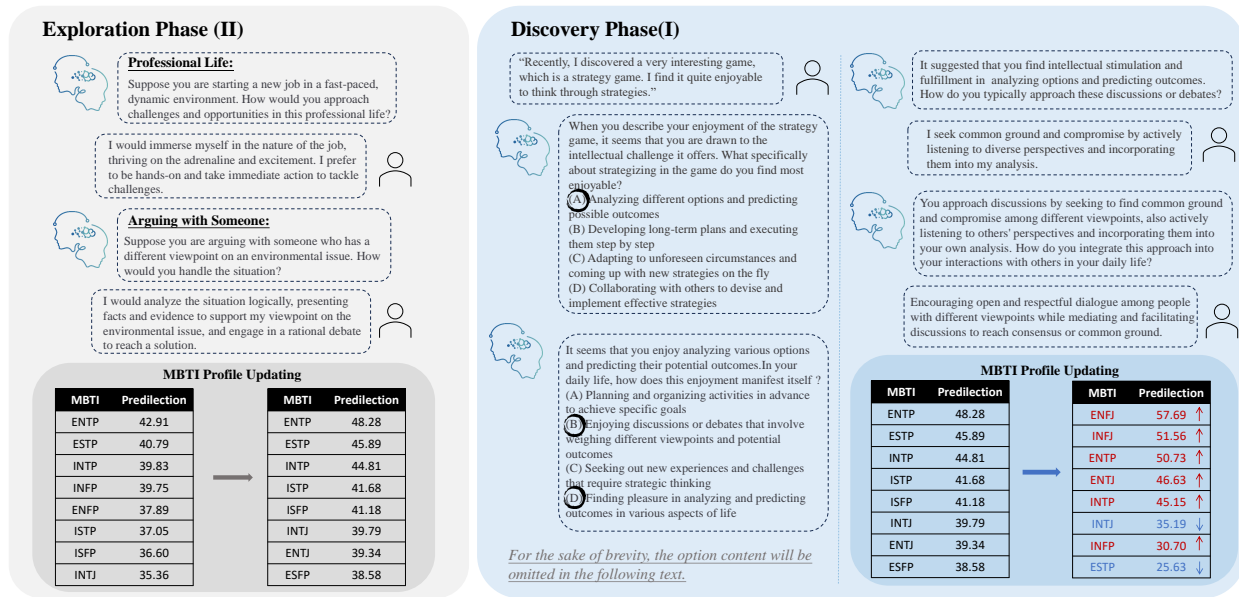 Exploration Phase (II)
Professional Life:
Suppose you are starting a new job in a fast-paced,
dynamic environment. How would you approach
challenges and opportunities in this professional life?
I would immerse myself in the nature of the job,
thriving on the adrenaline and excitement. I prefer
to be hands-on and take immediate action to tackle
challenges.
Arguing with Someone:
Suppose you are arguing with someone who has a
different viewpoint on an environmental issue. How
would you handle the situation?
I would analyze the situation logically, presenting
facts and evidence to support my viewpoint on the
environmental issue, and engage in a rational debate
to reach a solution.
MBTI Profile Updating
MBTI Predilection
ENTP 42.91
ESTP 40.79
INTP 39.83
INFP 39.75
ENFP 37.89
ISTP 37.05
ISFP 36.60
INTJ 35.36
MBTI Predilection
ENTP 48.28
ESTP 45.89
INTP 44.81
ISTP 41.68
ISFP 41.18
INTJ 39.79
ENTJ 39.34
ESFP 38.58
Discovery Phase(I)
“Recently, I discovered a very interesting game,
which is a strategy game. I find it quite enjoyable
to think through strategies.”
When you describe your enjoyment of the strategy
game, it seems that you are drawn to the
intellectual challenge it offers. What specifically
about strategizing in the game do you find most
enjoyable?
(A) Analyzing different options and predicting
possible outcomes
(B) Developing long-term plans and executing
them step by step
(C) Adapting to unforeseen circumstances and
coming up with new strategies on the fly
(D) Collaborating with others to devise and
implement effective strategies
It seems that you enjoy analyzing various options
and predicting their potential outcomes.In your
daily life, how does this enjoyment manifest itself ?
(A) Planning and organizing activities in advance
to achieve specific goals
(B) Enjoying discussions or debates that involve
weighing different viewpoints and potential
outcomes
(C) Seeking out new experiences and challenges
that require strategic thinking
(D) Finding pleasure in analyzing and predicting
outcomes in various aspects of life
For the sake of brevity, the option content will be
omitted in the following text.
It suggested that you find intellectual stimulation and
fulfillment in analyzing options and predicting outcomes.
How do you typically approach these discussions or debates?
I seek common ground and compromise by actively
listening to diverse perspectives and incorporating
them into my analysis.
You approach discussions by seeking to find common ground
and compromise among different viewpoints, also actively
listening to others' perspectives and incorporating them into
your own analysis. How do you integrate this approach into
your interactions with others in your daily life?
Encouraging open and respectful dialogue among people
with different viewpoints while mediating and facilitating
discussions to reach consensus or common ground.
MBTI Profile Updating
MBTI Predilection
ENTP 48.28
ESTP 45.89
INTP 44.81
ISTP 41.68
ISFP 41.18
INTJ 39.79
ENTJ 39.34
ESFP 38.58
MBTI Predilection
ENFJ 57.69 ↑
INFJ 51.56 ↑
ENTP 50.73 ↑
ENTJ 46.63 ↑
INTP 45.15 ↑
INTJ 35.19 ↓
INFP 30.70 ↑
ESTP 25.63 ↓